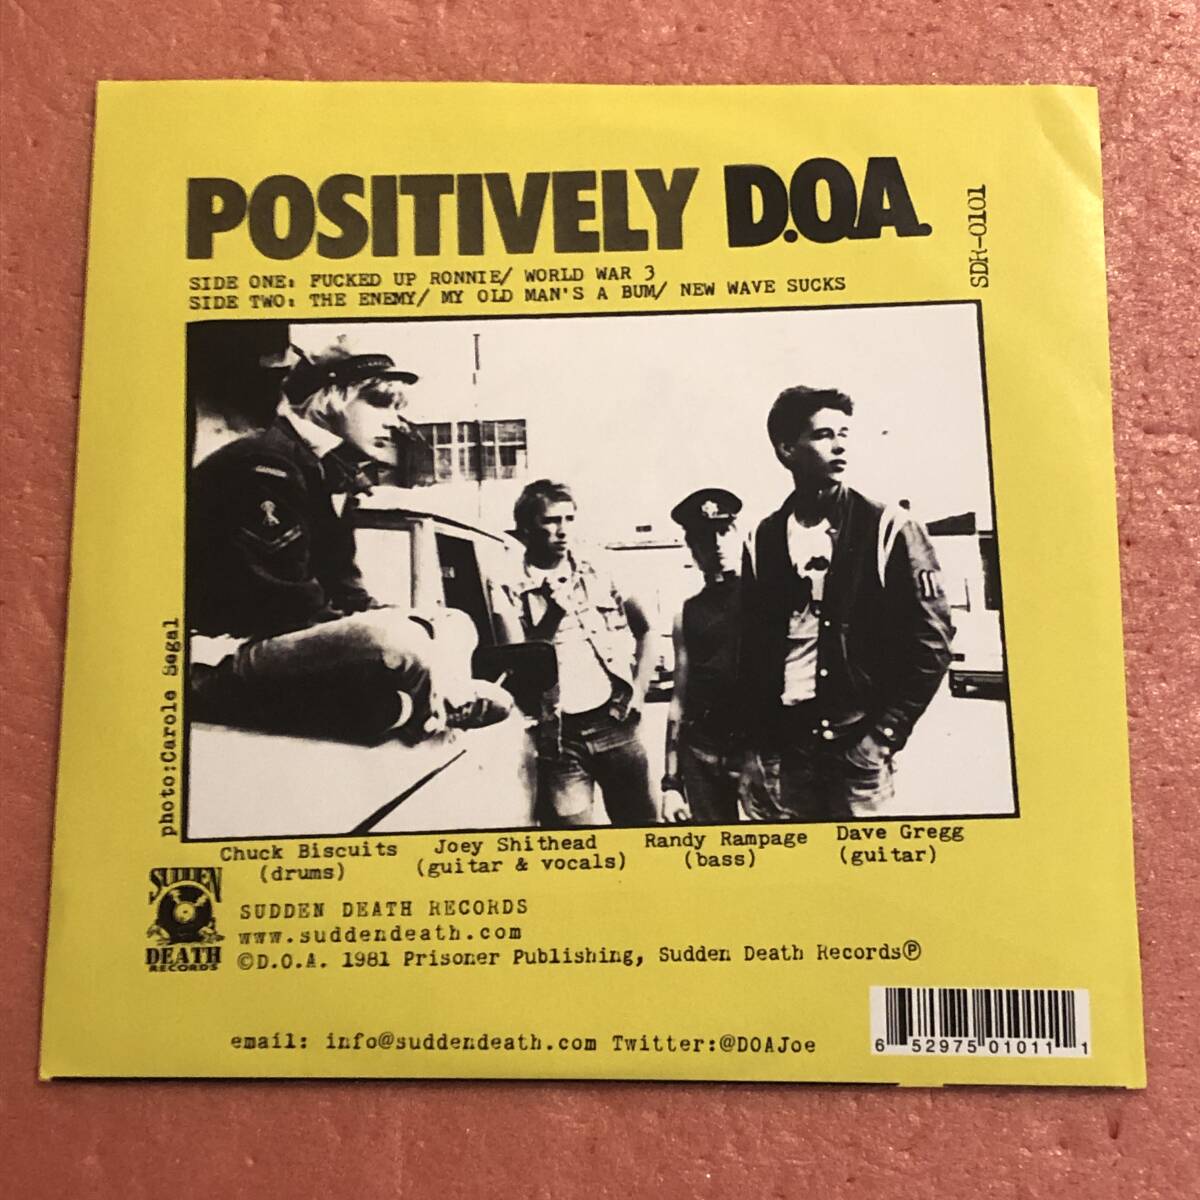 POSITIVELY D.O.A.
SDR-0101
SIDE ONE: FUCKED UP RONNIE/ WORLD WAR 3
SIDE TWO: THE ENEMY/ MY OLD MAN'S A BUM/ NEW WAVE SUCKS
photo:Carole Segal
Chuck Biscuits
(drums)
Joey Shithead
(guitar & vocals)
Randy Rampage
(bass)
Dave Gregg
(guitar)
SUDDEN
DEATH
RECORDS
SUDDEN DEATH RECORDS
www.suddendeath.com
©D.O.A. 1981 Prisoner Publishing, Sudden Death Records℗
email: info@suddendeath.com Twitter:@DOAJoe
6 52975 01011 1